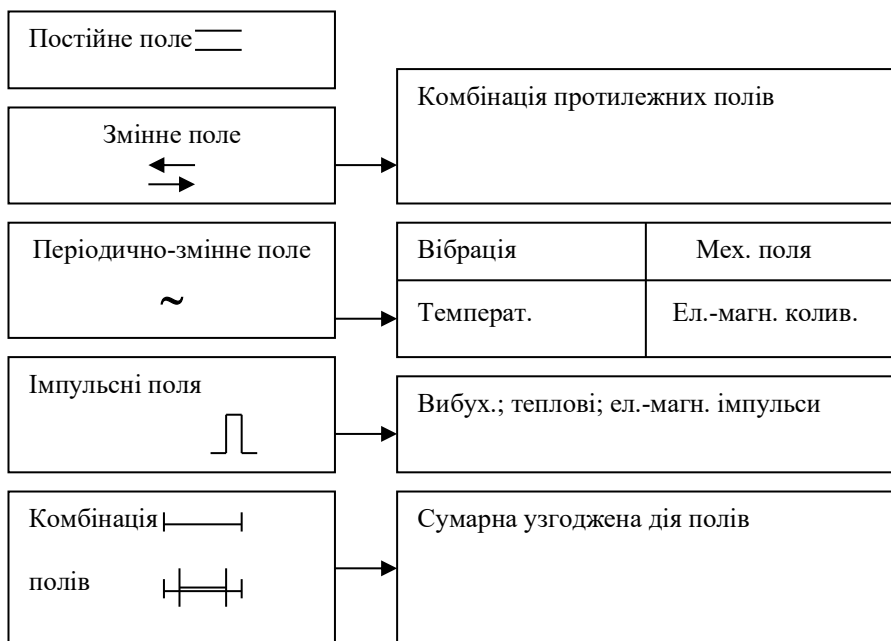 Постійне поле
Комбінація протилежних полів
Змінне поле
Періодично-змінне поле
~
Вібрація
Мех. поля
Температ.
Ел.-магн. колив.
Імпульсні поля
Вибух.; теплові; ел.-магн. імпульси
Комбінація
полів
Сумарна узгоджена дія полів